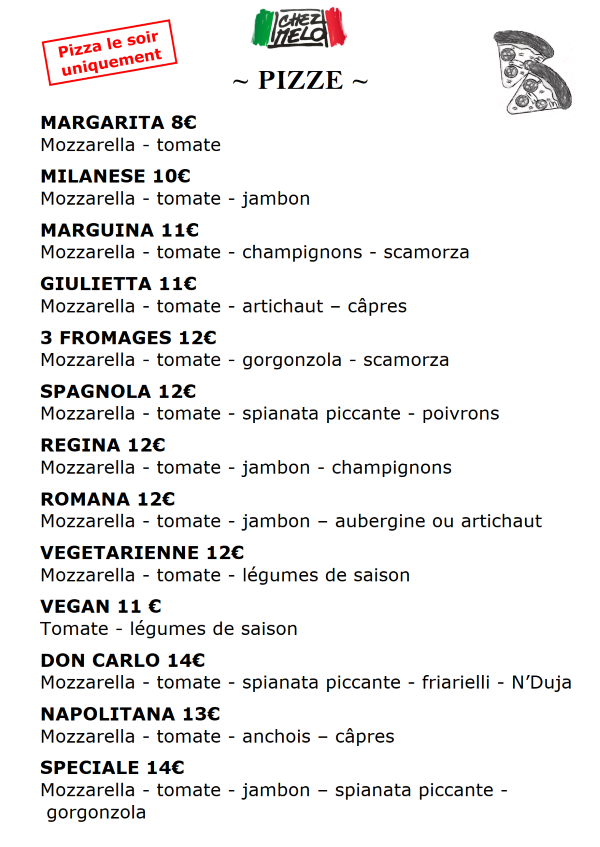 Pizza le soir
uniquement
CHEZ
MELO
~ PIZZE ~
MARGARITA 8€
Mozzarella - tomate
MILANESE 10€
Mozzarella - tomate - jambon
MARGUINA 11€
Mozzarella - tomate - champignons - scamorza
GIULIETTA 11€
Mozzarella - tomate - artichaut – câpres
3 FROMAGES 12€
Mozzarella - tomate - gorgonzola - scamorza
SPAGNOLA 12€
Mozzarella - tomate - spianata piccante - poivrons
REGINA 12€
Mozzarella - tomate - jambon - champignons
ROMANA 12€
Mozzarella - tomate - jambon – aubergine ou artichaut
VEGETARIENNE 12€
Mozzarella - tomate - légumes de saison
VEGAN 11 €
Tomate - légumes de saison
DON CARLO 14€
Mozzarella - tomate - spianata piccante - friarielli - N’Duja
NAPOLITANA 13€
Mozzarella - tomate - anchois – câpres
SPECIALE 14€
Mozzarella - tomate - jambon – spianata piccante -
gorgonzola